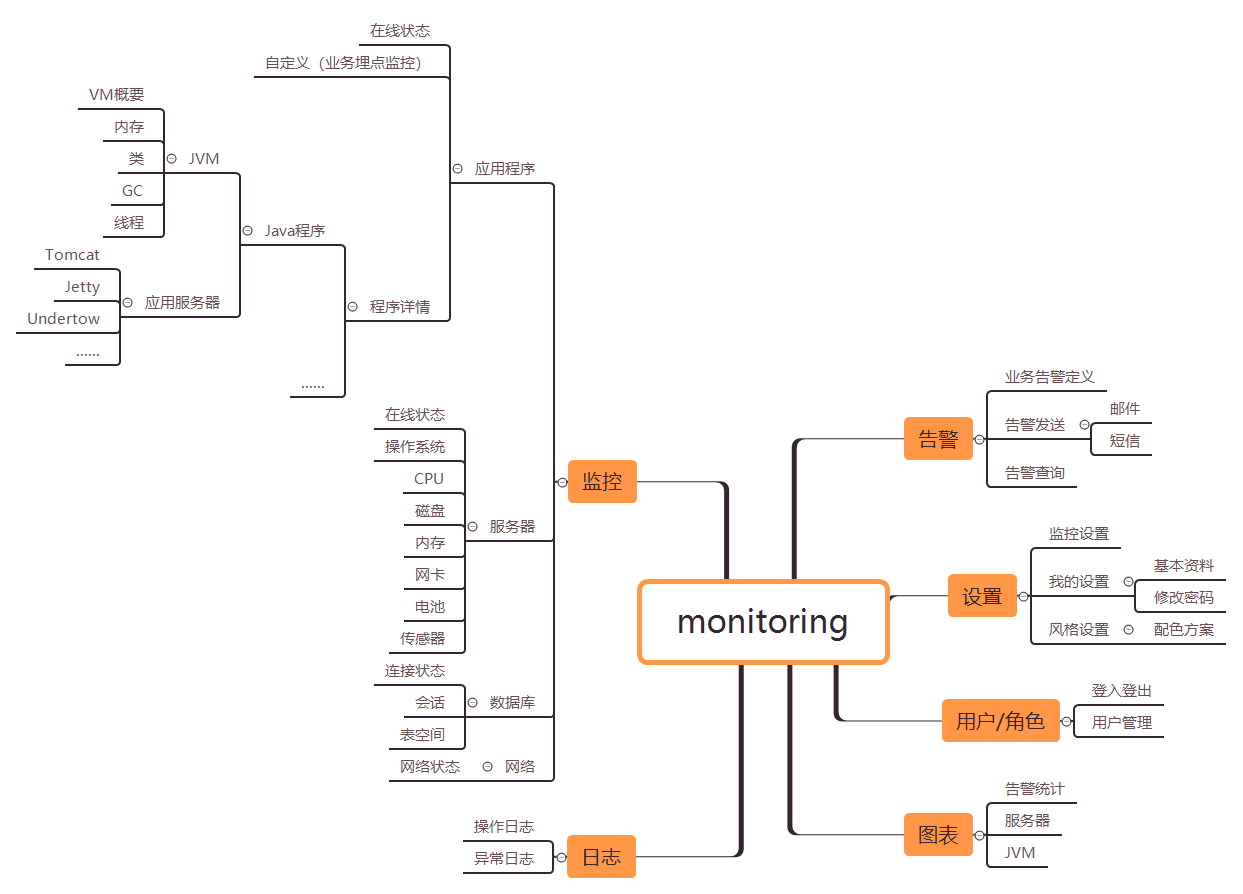 monitoring
告警
业务告警定义
告警发送
邮件
短信
告警查询
设置
监控设置
我的设置
基本资料
修改密码
风格设置
配色方案
用户/角色
登入登出
用户管理
图表
告警统计
服务器
JVM
监控
应用程序
在线状态
自定义（业务埋点监控）
程序详情
Java程序
JVM
VM概要
内存
类
GC
线程
应用服务器
Tomcat
Jetty
Undertow
......
......
服务器
在线状态
操作系统
CPU
磁盘
内存
网卡
电池
传感器
数据库
连接状态
会话
表空间
网络
网络状态
日志
操作日志
异常日志